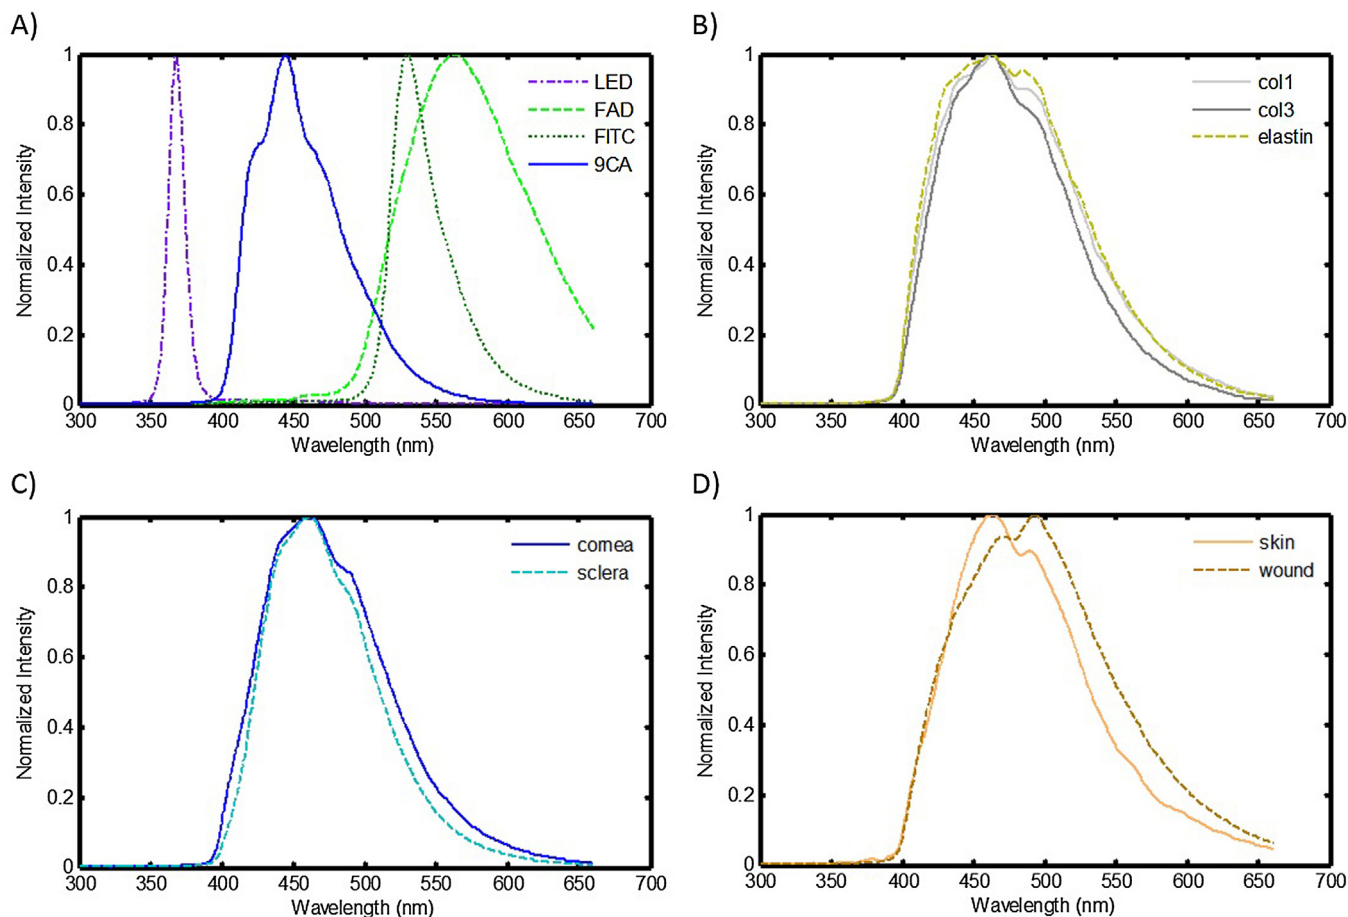 A)
Normalized Intensity
1
0.8
0.6
0.4
0.2
0
300 350 400 450 500 550 600 650 700
Wavelength (nm)
LED
FAD
FITC
9CA
B)
Normalized Intensity
1
0.8
0.6
0.4
0.2
0
300 350 400 450 500 550 600 650 700
Wavelength (nm)
col1
col3
elastin
C)
Normalized Intensity
1
0.8
0.6
0.4
0.2
0
300 350 400 450 500 550 600 650 700
Wavelength (nm)
cornea
sclera
D)
Normalized Intensity
1
0.8
0.6
0.4
0.2
0
300 350 400 450 500 550 600 650 700
Wavelength (nm)
skin
wound